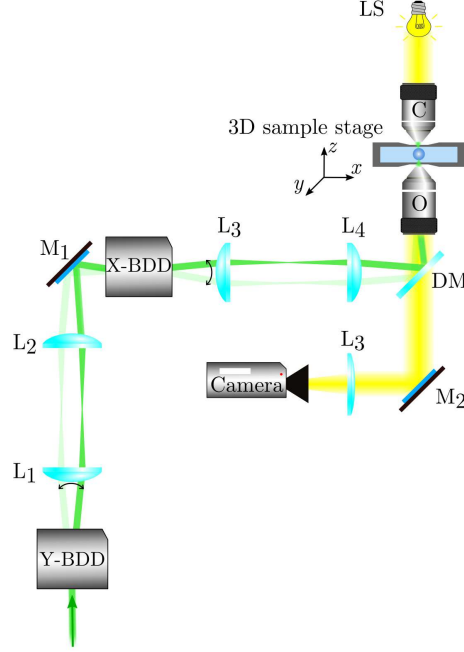 LS
C
3D sample stage
z
x
y
O
M1
X-BDD
L3
L4
DM
L2
L3
Camera
M2
L1
Y-BDD